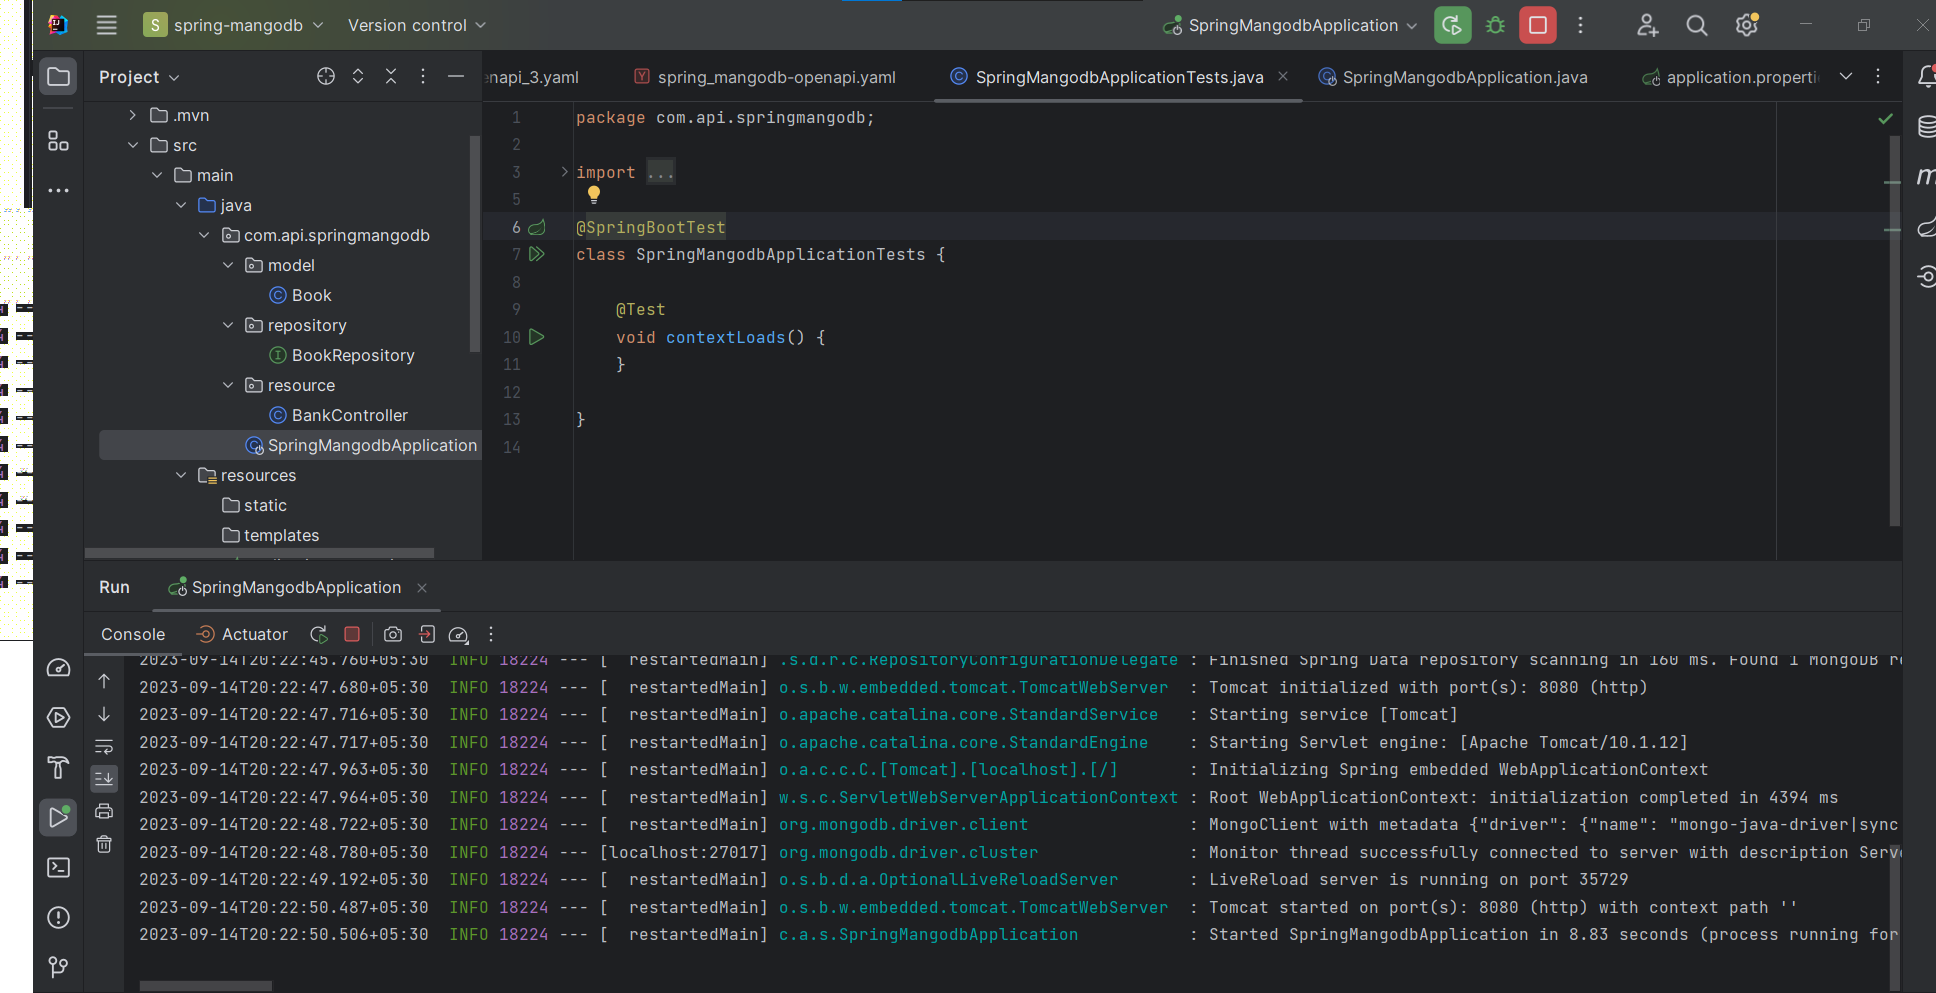 S spring-mangodb Version control SpringMangodbApplication
Project
enapi_3.yaml spring_mangodb-openapi.yaml SpringMangodbApplicationTests.java SpringMangodbApplication.java application.properti
.mvn
src
main
java
com.api.springmangodb
model
Book
repository
BookRepository
resource
BankController
SpringMangodbApplication
resources
static
templates
1 package com.api.springmangodb;
2
3 import ...
5
6 @SpringBootTest
7 class SpringMangodbApplicationTests {
8
9 @Test
10 void contextLoads() {
11 }
12
13 }
14
Run SpringMangodbApplication
Console Actuator
2023-09-14T20:22:45.760+05:30 INFO 18224 --- [ restartedMain] .s.d.r.c.RepositoryConfigurationDelegate : Finished Spring Data repository scanning in 160 ms. Found 1 MongoDB re
2023-09-14T20:22:47.680+05:30 INFO 18224 --- [ restartedMain] o.s.b.w.embedded.tomcat.TomcatWebServer : Tomcat initialized with port(s): 8080 (http)
2023-09-14T20:22:47.716+05:30 INFO 18224 --- [ restartedMain] o.apache.catalina.core.StandardService : Starting service [Tomcat]
2023-09-14T20:22:47.717+05:30 INFO 18224 --- [ restartedMain] o.apache.catalina.core.StandardEngine : Starting Servlet engine: [Apache Tomcat/10.1.12]
2023-09-14T20:22:47.963+05:30 INFO 18224 --- [ restartedMain] o.a.c.c.C.[Tomcat].[localhost].[/] : Initializing Spring embedded WebApplicationContext
2023-09-14T20:22:47.964+05:30 INFO 18224 --- [ restartedMain] w.s.c.ServletWebServerApplicationContext : Root WebApplicationContext: initialization completed in 4394 ms
2023-09-14T20:22:48.722+05:30 INFO 18224 --- [ restartedMain] org.mongodb.driver.client : MongoClient with metadata {"driver": {"name": "mongo-java-driver|sync
2023-09-14T20:22:48.780+05:30 INFO 18224 --- [localhost:27017] org.mongodb.driver.cluster : Monitor thread successfully connected to server with description Serv
2023-09-14T20:22:49.192+05:30 INFO 18224 --- [ restartedMain] o.s.b.d.a.OptionalLiveReloadServer : LiveReload server is running on port 35729
2023-09-14T20:22:50.487+05:30 INFO 18224 --- [ restartedMain] o.s.b.w.embedded.tomcat.TomcatWebServer : Tomcat started on port(s): 8080 (http) with context path ''
2023-09-14T20:22:50.506+05:30 INFO 18224 --- [ restartedMain] c.a.s.SpringMangodbApplication : Started SpringMangodbApplication in 8.83 seconds (process running for